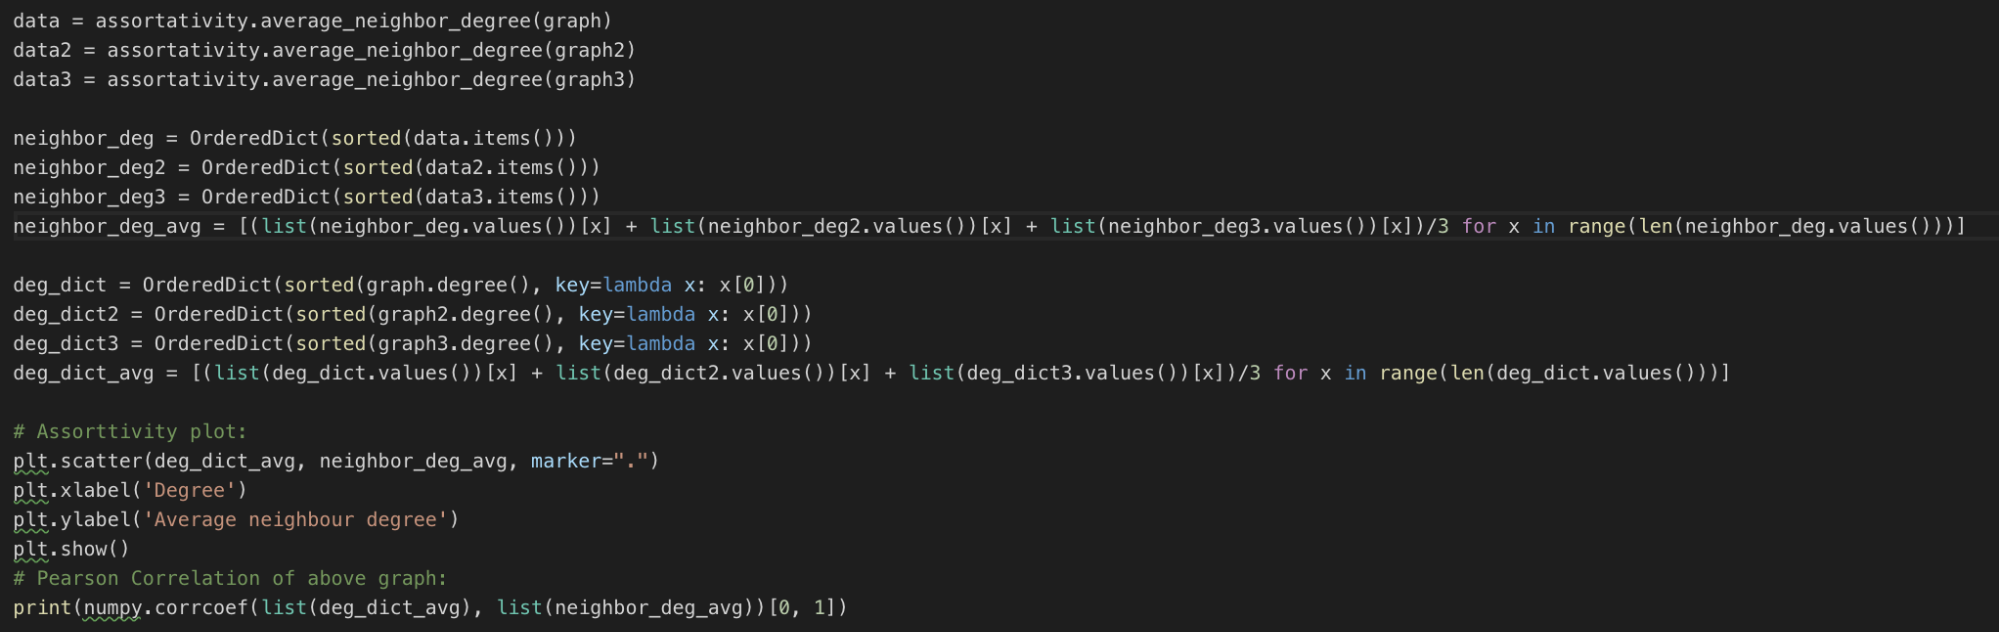 data = assortativity.average_neighbor_degree(graph)
data2 = assortativity.average_neighbor_degree(graph2)
data3 = assortativity.average_neighbor_degree(graph3)
neighbor_deg = OrderedDict(sorted(data.items()))
neighbor_deg2 = OrderedDict(sorted(data2.items()))
neighbor_deg3 = OrderedDict(sorted(data3.items()))
neighbor_deg_avg = [(list(neighbor_deg.values())[x] + list(neighbor_deg2.values())[x] + list(neighbor_deg3.values())[x])/3 for x in range(len(neighbor_deg.values()))]
deg_dict = OrderedDict(sorted(graph.degree(), key=lambda x: x[0]))
deg_dict2 = OrderedDict(sorted(graph2.degree(), key=lambda x: x[0]))
deg_dict3 = OrderedDict(sorted(graph3.degree(), key=lambda x: x[0]))
deg_dict_avg = [(list(deg_dict.values())[x] + list(deg_dict2.values())[x] + list(deg_dict3.values())[x])/3 for x in range(len(deg_dict.values()))]
# Assorttivity plot:
plt.scatter(deg_dict_avg, neighbor_deg_avg, marker=".")
plt.xlabel('Degree')
plt.ylabel('Average neighbour degree')
plt.show()
# Pearson Correlation of above graph:
print(numpy.corrcoef(list(deg_dict_avg), list(neighbor_deg_avg))[0, 1])